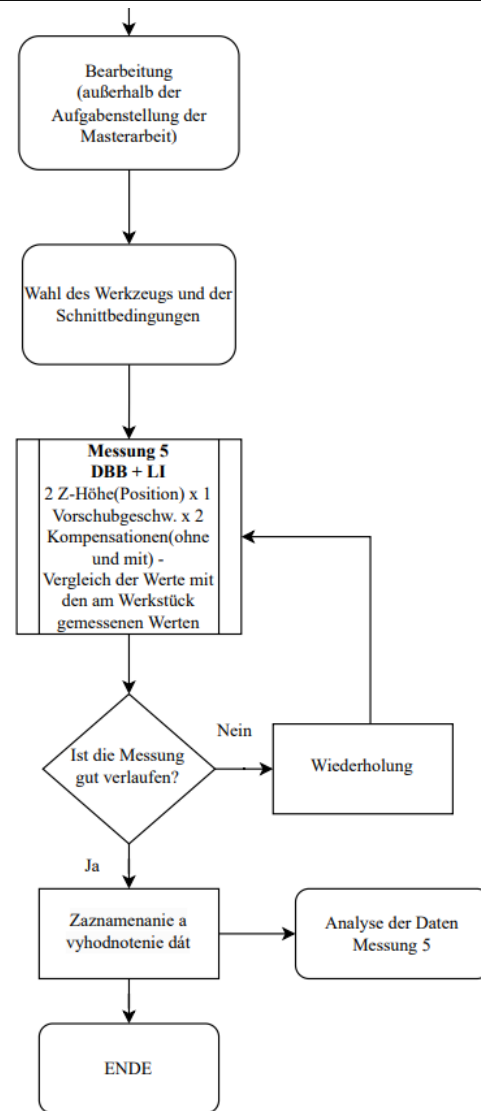 Bearbeitung
(außerhalb der
Aufgabenstellung der
Masterarbeit)
Wahl des Werkzeugs und der
Schnittbedingungen
Messung 5
DBB + LI
2 Z-Höhe(Position) x 1
Vorschubgeschw. x 2
Kompensationen(ohne
und mit) -
Vergleich der Werte mit
den am Werkstück
gemessenen Werten
Ist die Messung
gut verlaufen?
Nein
Wiederholung
Ja
Zaznamenanie a
vyhodnotenie dát
Analyse der Daten
Messung 5
ENDE